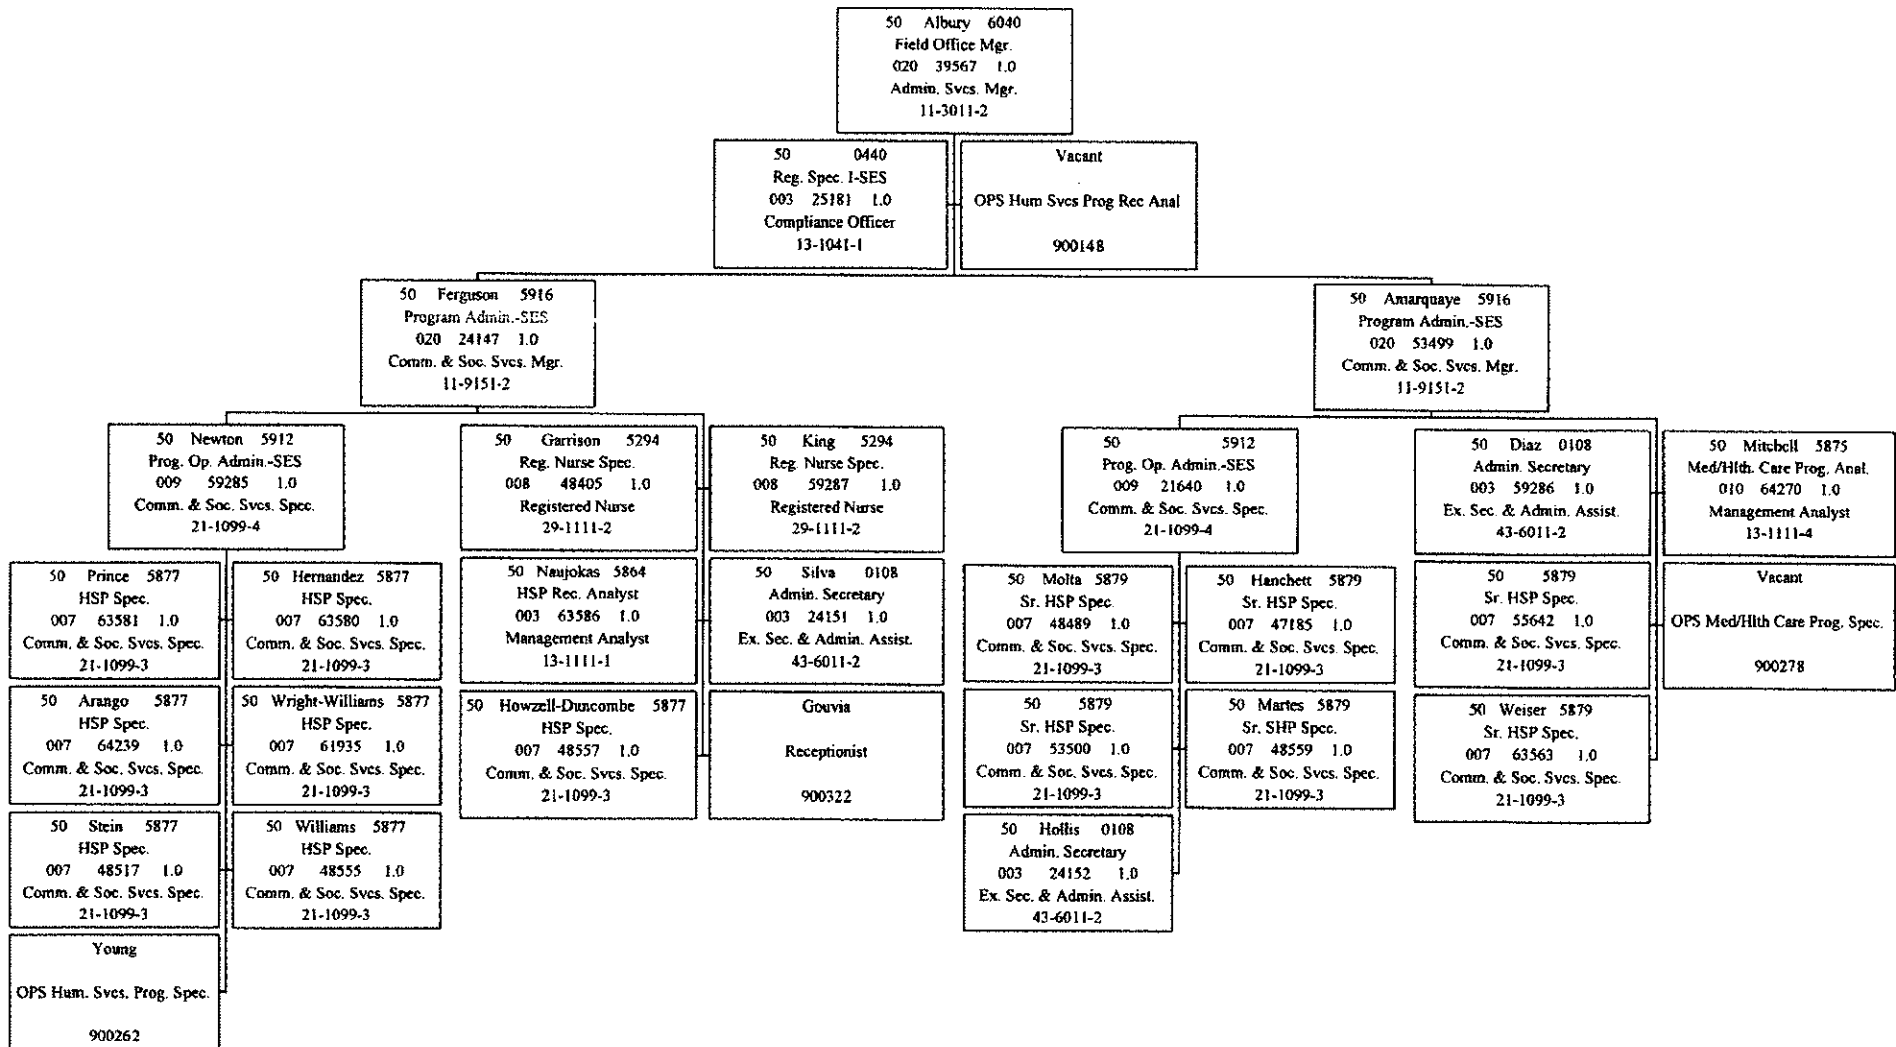 50 Albury 6040
Field Office Mgr.
020 39567 1.0
Admin. Svcs. Mgr.
11-3011-2
50 0440
Reg. Spec. I-SES
003 25181 1.0
Compliance Officer
13-1041-1
Vacant
OPS Hum Svcs Prog Rec Anal
900148
50 Ferguson 5916
Program Admin.-SES
020 24147 1.0
Comm. & Soc. Svcs. Mgr.
11-9151-2
50 Amarquaye 5916
Program Admin.-SES
020 53499 1.0
Comm. & Soc. Svcs. Mgr.
11-9151-2
50 Newton 5912
Prog. Op. Admin.-SES
009 59285 1.0
Comm. & Soc. Svcs. Spec.
21-1099-4
50 Garrison 5294
Reg. Nurse Spec.
008 48405 1.0
Registered Nurse
29-1111-2
50 King 5294
Reg. Nurse Spec.
008 59287 1.0
Registered Nurse
29-1111-2
50 5912
Prog. Op. Admin.-SES
009 21640 1.0
Comm. & Soc. Svcs. Spec.
21-1099-4
50 Diaz 0108
Admin. Secretary
003 59286 1.0
Ex. Sec. & Admin. Assist.
43-6011-2
50 Mitchell 5875
Med/Hlth. Care Prog. Anal.
010 64270 1.0
Management Analyst
13-1111-4
50 Prince 5877
HSP Spec.
007 63581 1.0
Comm. & Soc. Svcs. Spec.
21-1099-3
50 Hernandez 5877
HSP Spec.
007 63580 1.0
Comm. & Soc. Svcs. Spec.
21-1099-3
50 Naujokas 5864
HSP Rec. Analyst
003 63586 1.0
Management Analyst
13-1111-1
50 Silva 0108
Admin. Secretary
003 24151 1.0
Ex. Sec. & Admin. Assist.
43-6011-2
50 Molta 5879
Sr. HSP Spec.
007 48489 1.0
Comm. & Soc. Svcs. Spec.
21-1099-3
50 Hanchett 5879
Sr. HSP Spec.
007 47185 1.0
Comm. & Soc. Svcs. Spec.
21-1099-3
50 5879
Sr. HSP Spec.
007 55642 1.0
Comm. & Soc. Svcs. Spec.
21-1099-3
Vacant
OPS Med/Hlth Care Prog. Spec.
900278
50 Arango 5877
HSP Spec.
007 64239 1.0
Comm. & Soc. Svcs. Spec.
21-1099-3
50 Wright-Williams 5877
HSP Spec.
007 61935 1.0
Comm. & Soc. Svcs. Spec.
21-1099-3
50 Howzell-Duncombe 5877
HSP Spec.
007 48557 1.0
Comm. & Soc. Svcs. Spec.
21-1099-3
Gouvia
Receptionist
900322
50 5879
Sr. HSP Spec.
007 53500 1.0
Comm. & Soc. Svcs. Spec.
21-1099-3
50 Martes 5879
Sr. SHP Spec.
007 48559 1.0
Comm. & Soc. Svcs. Spec.
21-1099-3
50 Weiser 5879
Sr. HSP Spec.
007 63563 1.0
Comm. & Soc. Svcs. Spec.
21-1099-3
50 Stein 5877
HSP Spec.
007 48517 1.0
Comm. & Soc. Svcs. Spec.
21-1099-3
50 Williams 5877
HSP Spec.
007 48555 1.0
Comm. & Soc. Svcs. Spec.
21-1099-3
50 Hollis 0108
Admin. Secretary
003 24152 1.0
Ex. Sec. & Admin. Assist.
43-6011-2
Young
OPS Hum. Svcs. Prog. Spec.
900262